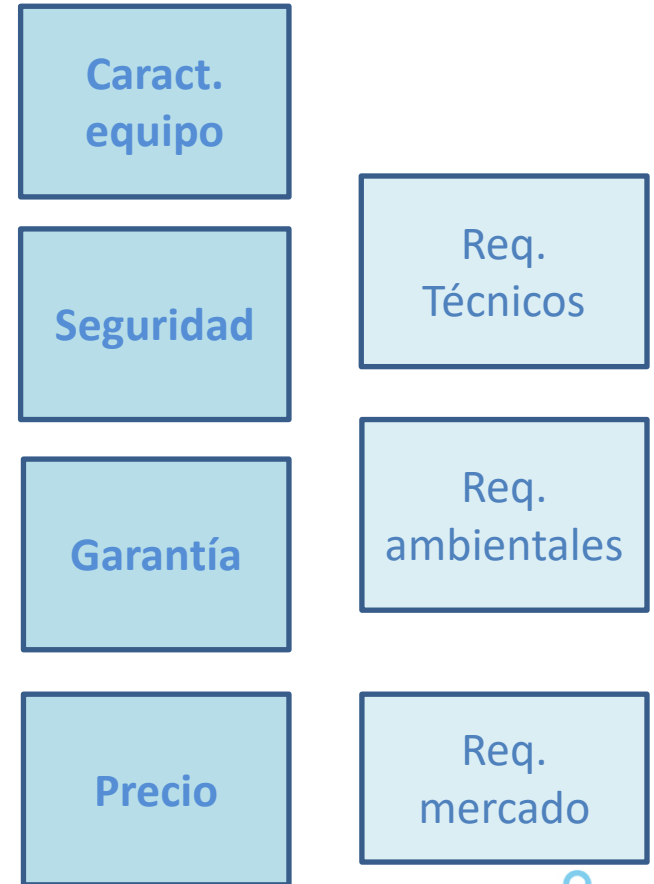 Caract.
equipo
Seguridad
Garantía
Precio
Req.
Técnicos
Req.
ambientales
Req.
mercado